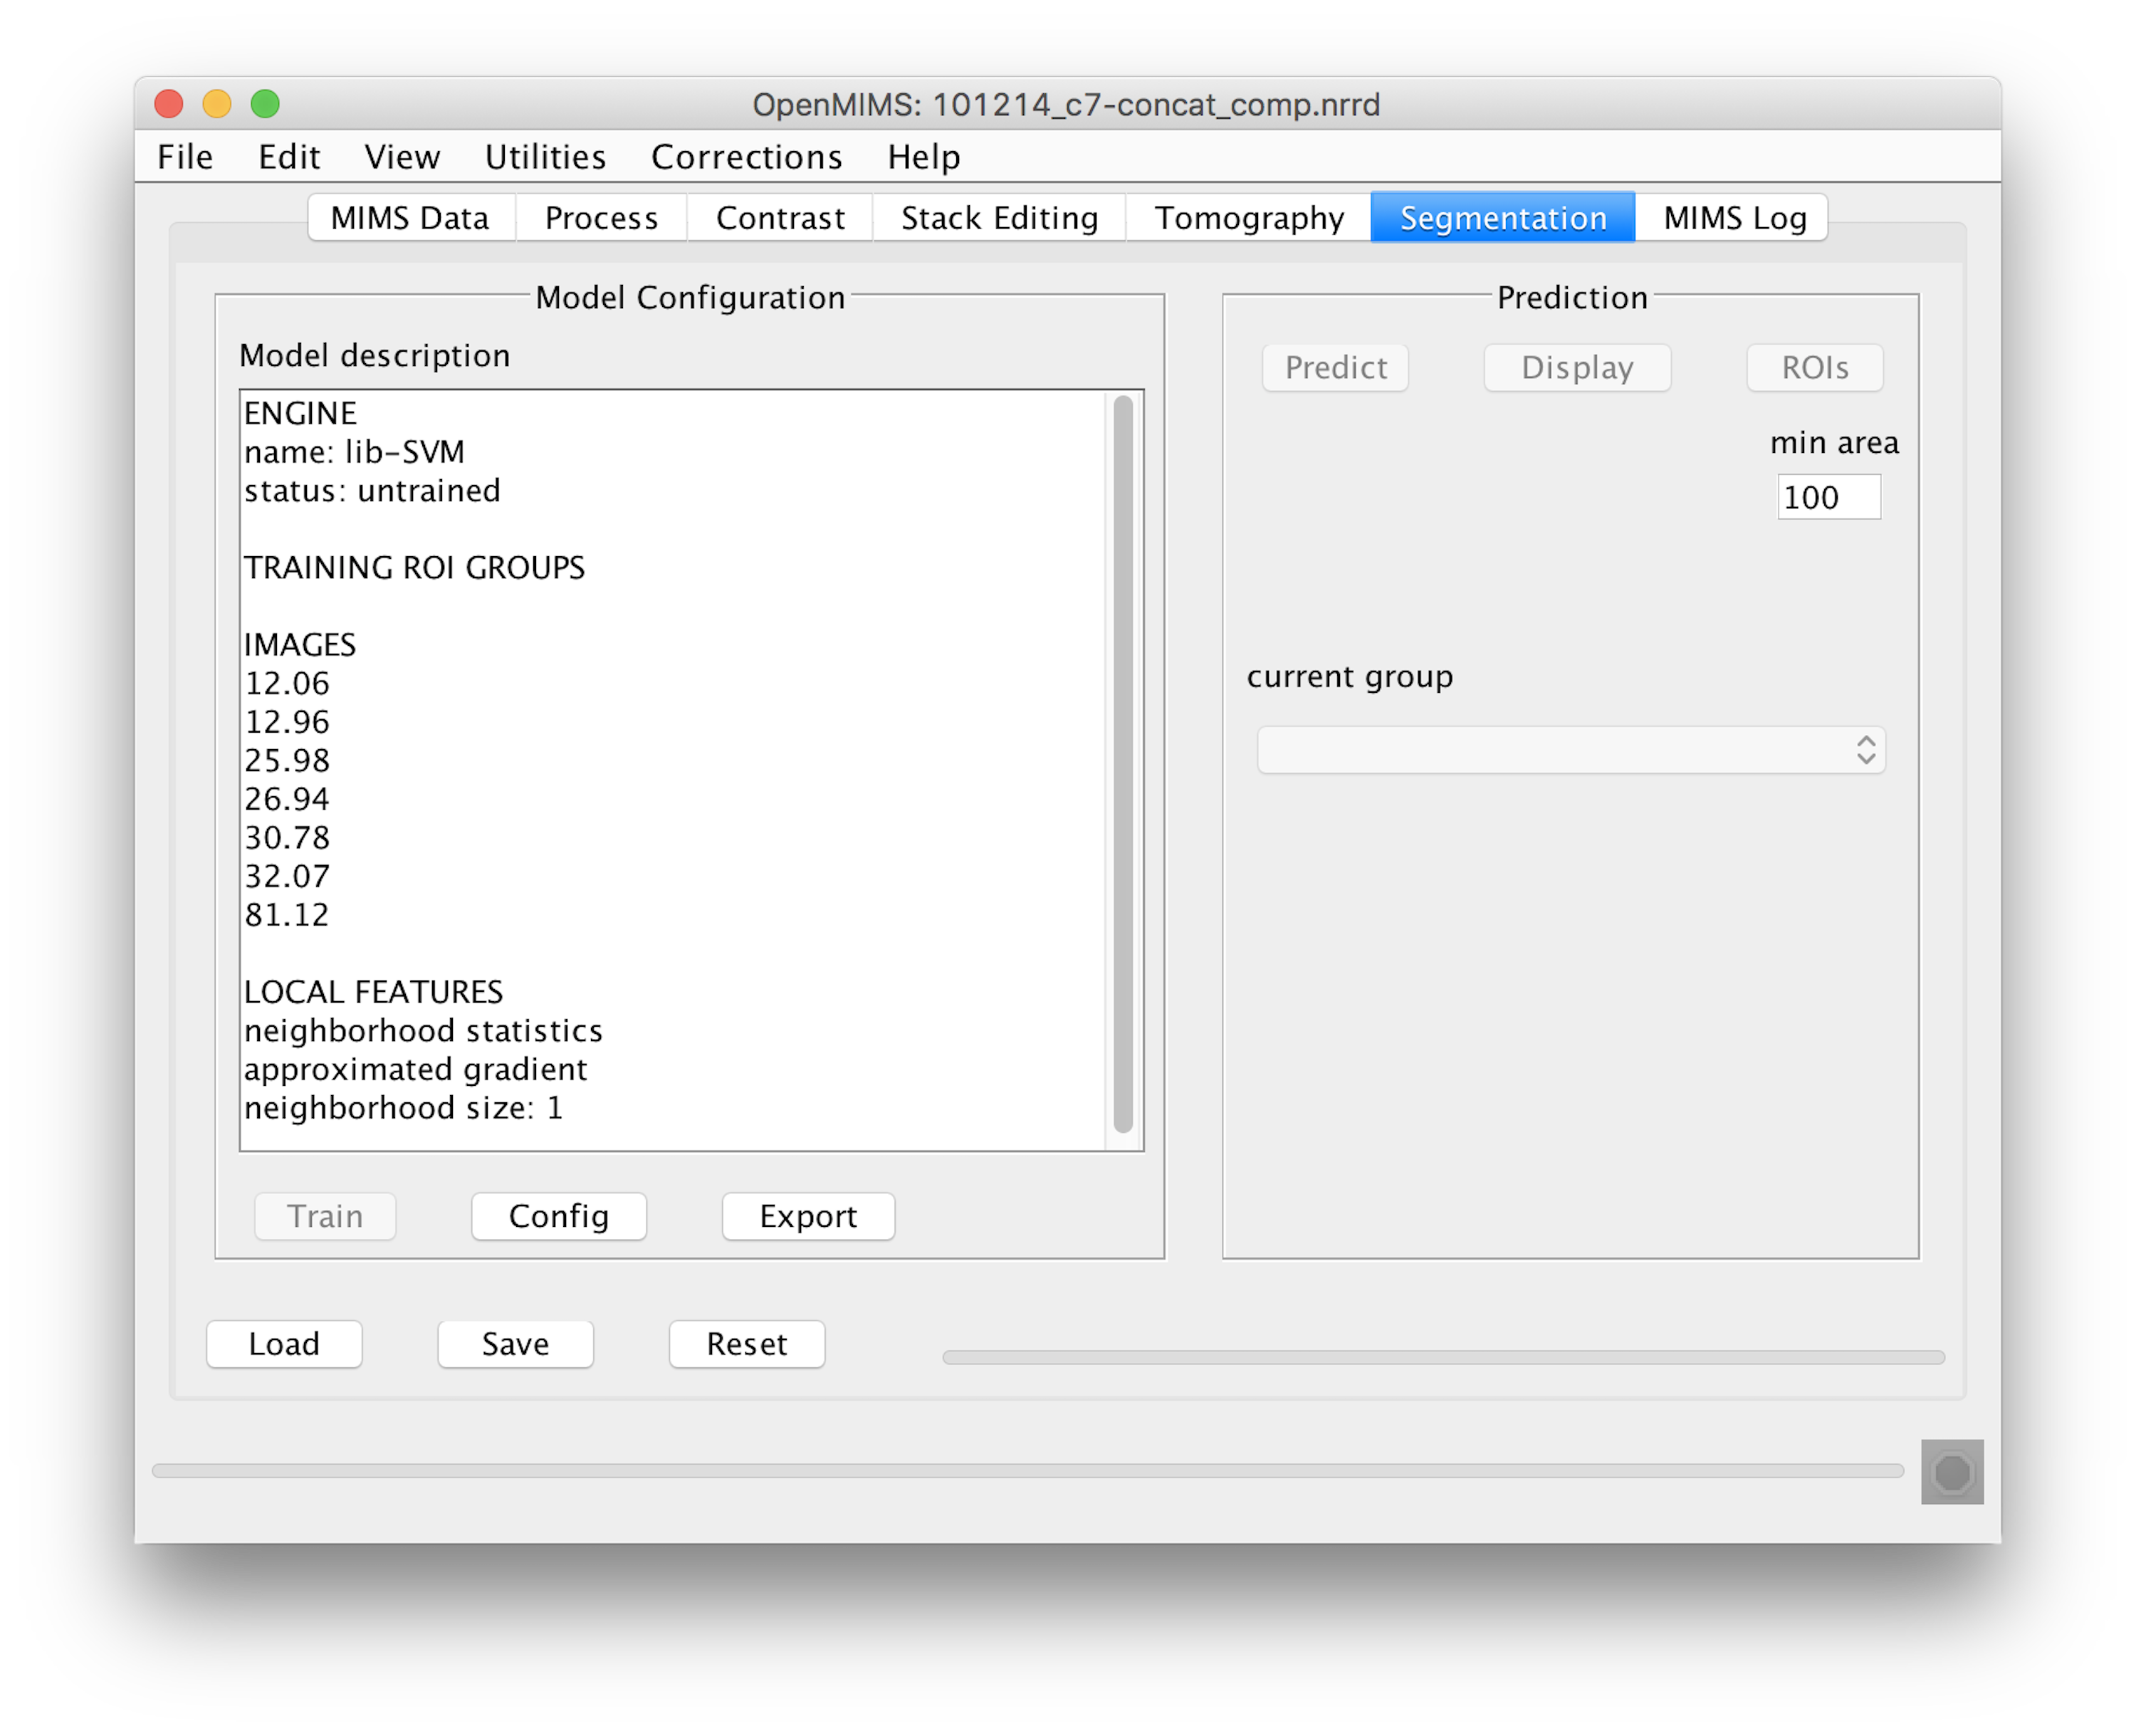 OpenMIMS: 101214_c7-concat_comp.nrrd
File Edit View Utilities Corrections Help
MIMS Data Process Contrast Stack Editing Tomography Segmentation MIMS Log
Model Configuration
Model description
ENGINE
name: lib-SVM
status: untrained
TRAINING ROI GROUPS
IMAGES
12.06
12.96
25.98
26.94
30.78
32.07
81.12
LOCAL FEATURES
neighborhood statistics
approximated gradient
neighborhood size: 1
Train Config Export
Prediction
Predict Display ROIs
min area
100
current group
Load Save Reset